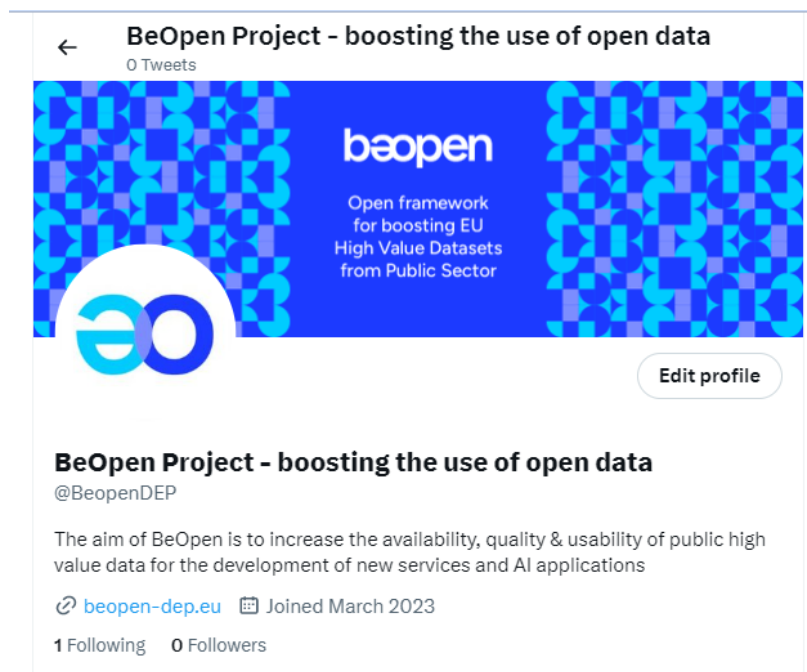 BeOpen Project - boosting the use of open data
0 Tweets
bəopen
Open framework
for boosting EU
High Value Datasets
from Public Sector
əo
Edit profile
BeOpen Project - boosting the use of open data
@BeopenDEP
The aim of BeOpen is to increase the availability, quality & usability of public high
value data for the development of new services and AI applications
beopen-dep.eu Joined March 2023
1 Following 0 Followers